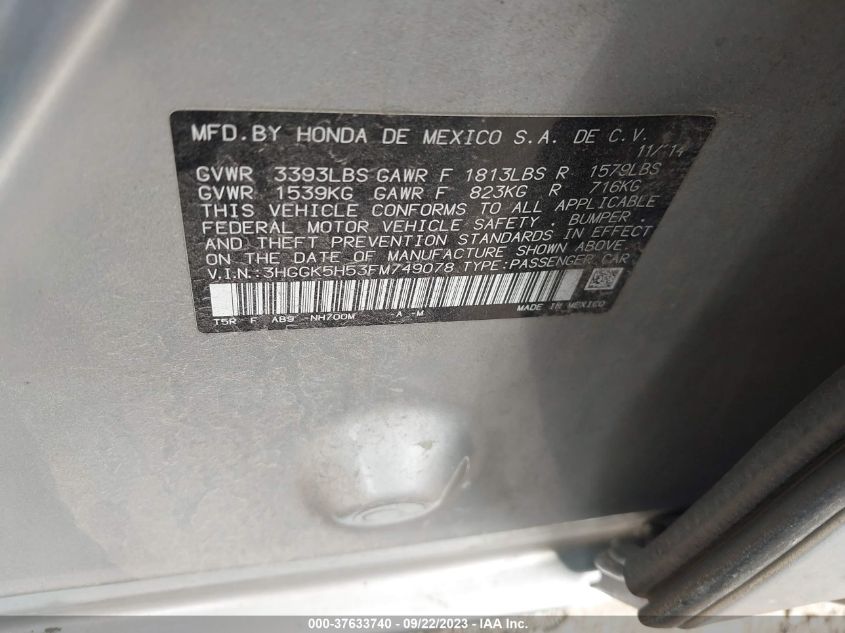 MFD.BY HONDA DE MEXICO S.A. DE C.V.
GVWR 3393LBS GAWR F 1813LBS R 1579LBS
GVWR 1539KG GAWR F 823KG R 716KG
THIS VEHICLE CONFORMS TO ALL APPLICABLE
FEDERAL MOTOR VEHICLE SAFETY , BUMPER ,
AND THEFT PREVENTION STANDARDS IN EFFECT
ON THE DATE OF MANUFACTURE SHOWN ABOVE.
V.I.N.:3HGGK5H53FM749078 TYPE:PASSENGER CAR
MADE IN MEXICO
T5R F AB9 -NH700M -A -M
000-37633740 - 09/22/2023 - IAA Inc.